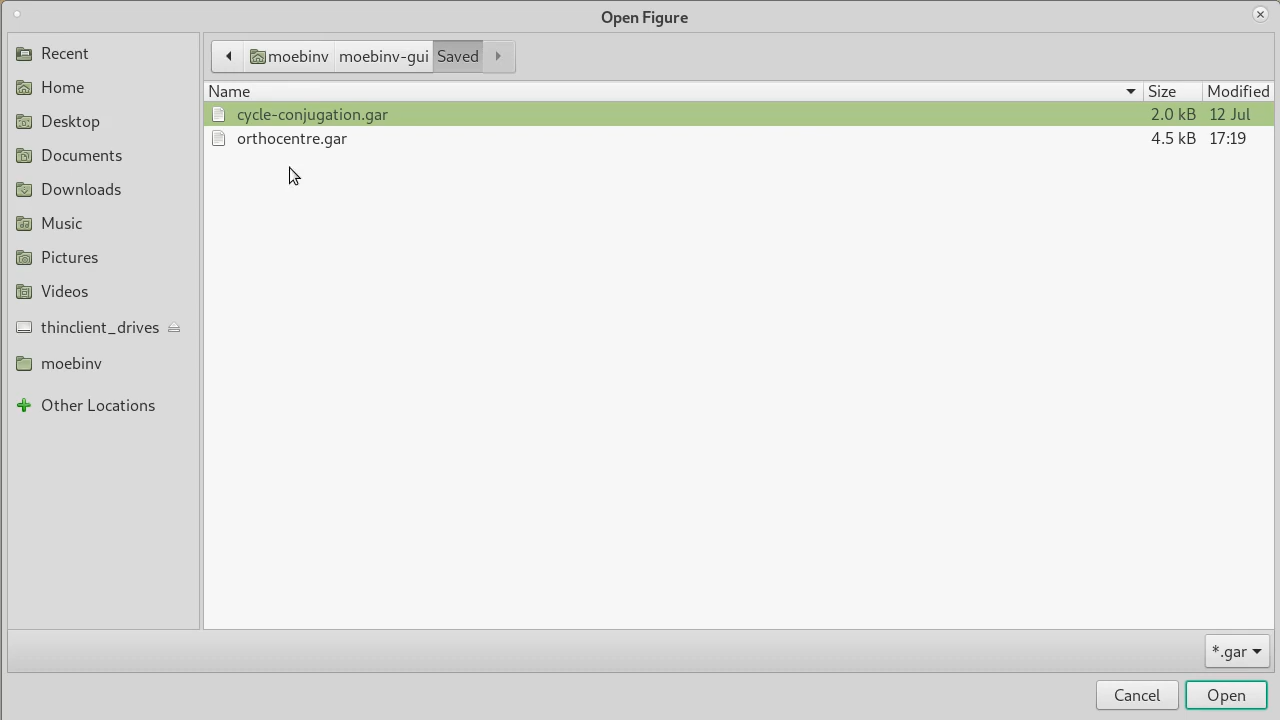 Open Figure
Recent
Home
Desktop
Documents
Downloads
Music
Pictures
Videos
thinclient_drives
moebinv
Other Locations
moebinv moebinv-gui Saved
Name Size Modified
cycle-conjugation.gar 2.0 kB 12 Jul
orthocentre.gar 4.5 kB 17:19
*.gar
Cancel Open